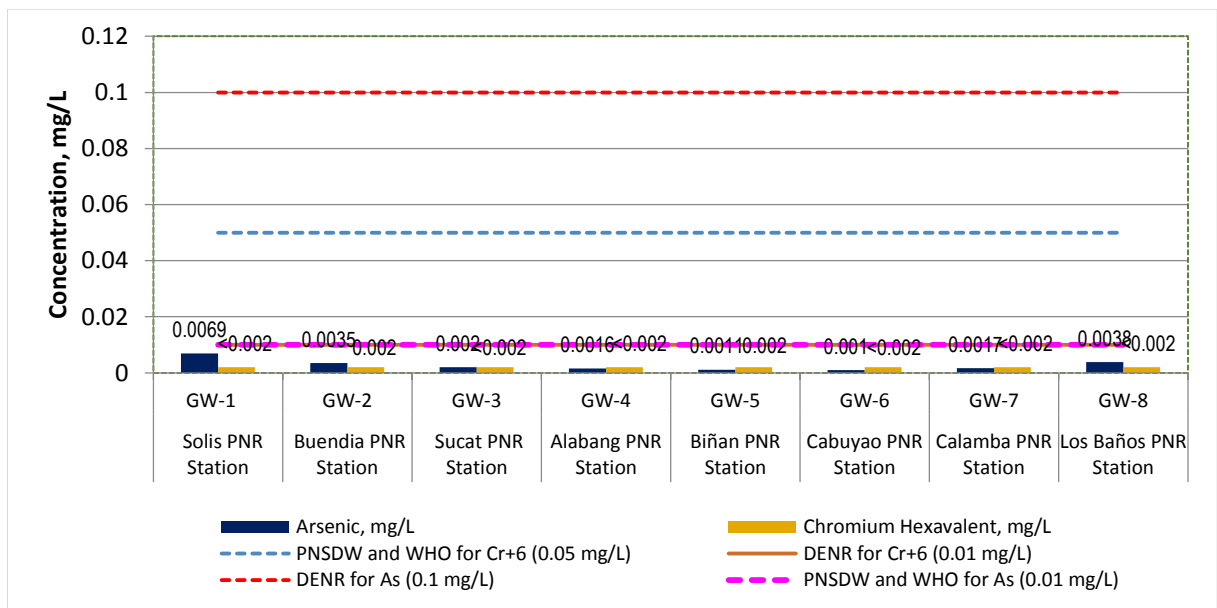 0.12
0.1
0.08
0.06
0.04
0.02
0
Concentration, mg/L
0.0069 <0.002 0.0035 0.002 0.002 <0.002 0.0016 <0.002 0.0011 0.002 0.001 <0.002 0.0017 <0.002 0.0038 <0.002
GW-1 GW-2 GW-3 GW-4 GW-5 GW-6 GW-7 GW-8
Solis PNR Buendia PNR Sucat PNR Alabang PNR Biñan PNR Cabuyao PNR Calamba PNR Los Baños PNR
Station Station Station Station Station Station Station Station
Arsenic, mg/L Chromium Hexavalent, mg/L
PNSDW and WHO for Cr+6 (0.05 mg/L) DENR for Cr+6 (0.01 mg/L)
DENR for As (0.1 mg/L) PNSDW and WHO for As (0.01 mg/L)